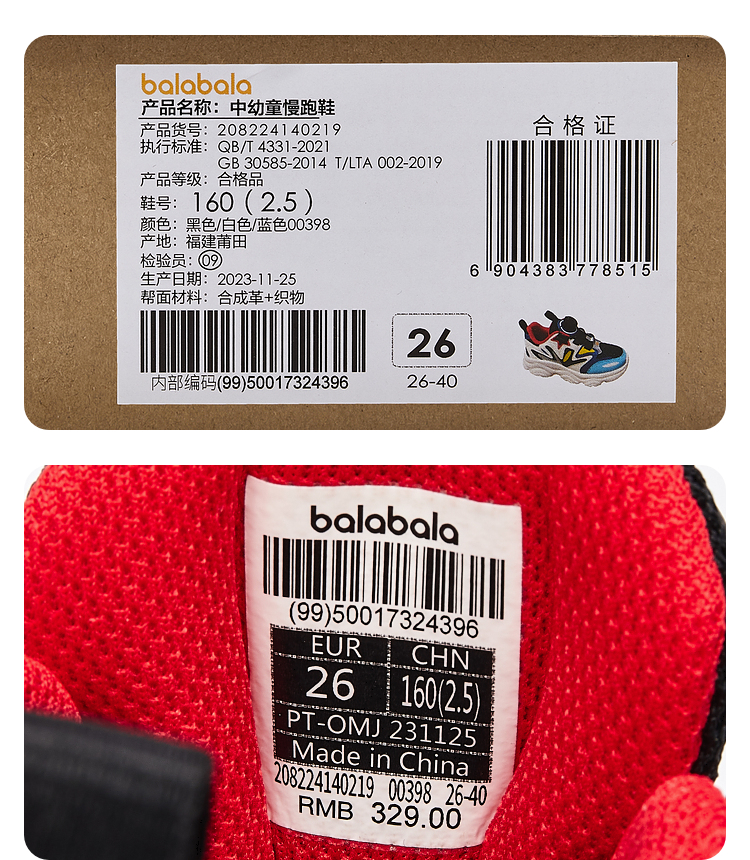 balabala
产品名称：中幼童慢跑鞋
产品货号：208224140219
执行标准：QB/T 4331-2021
GB 30585-2014 T/LTA 002-2019
产品等级：合格品
鞋号：160（2.5）
颜色：黑色/白色/蓝色00398
产地：福建莆田
检验员：09
生产日期：2023-11-25
帮面材料：合成革+织物
内部编码(99)50017324396
26
26-40
合格证
6 904383 778515
balabala
(99)50017324396
EUR CHN
26 160(2.5)
PT-OMJ 231125
Made in China
208224140219 00398 26-40
RMB 329.00